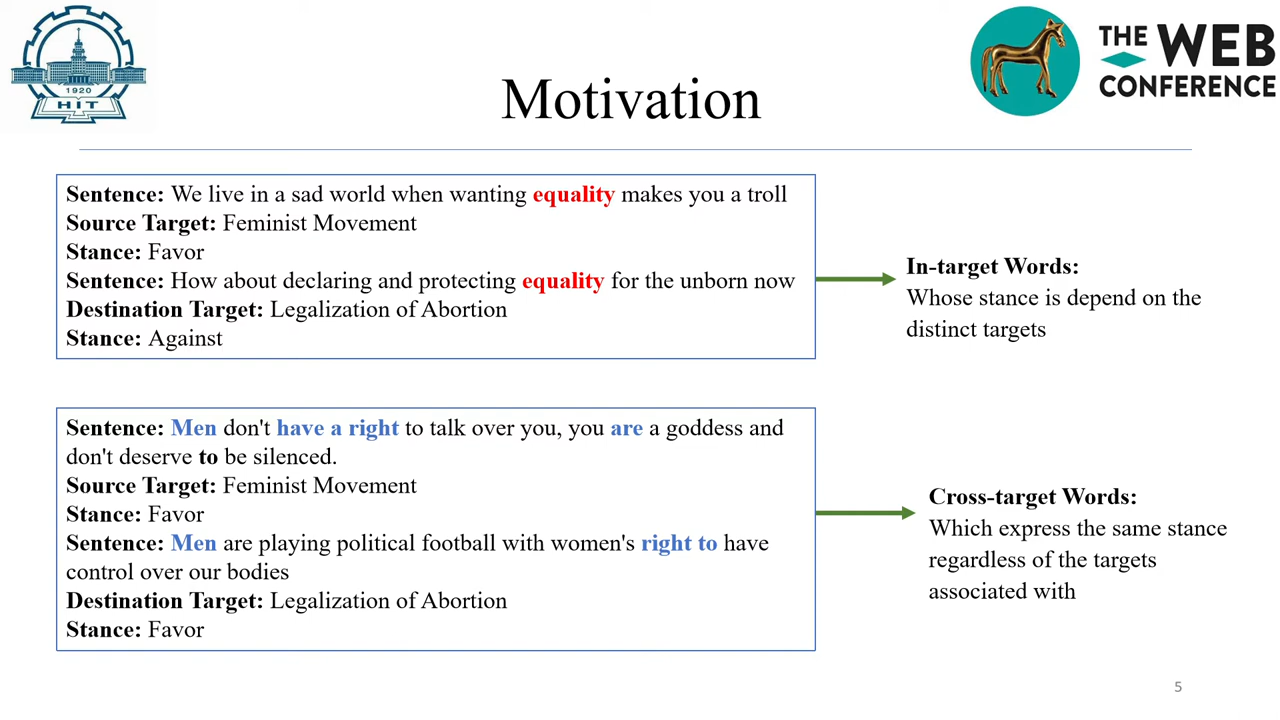 1920
HIT
THE WEB
CONFERENCE
Motivation
Sentence: We live in a sad world when wanting equality makes you a troll
Source Target: Feminist Movement
Stance: Favor
Sentence: How about declaring and protecting equality for the unborn now
Destination Target: Legalization of Abortion
Stance: Against
In-target Words:
Whose stance is depend on the
distinct targets
Sentence: Men don't have a right to talk over you, you are a goddess and
don't deserve to be silenced.
Source Target: Feminist Movement
Stance: Favor
Sentence: Men are playing political football with women's right to have
control over our bodies
Destination Target: Legalization of Abortion
Stance: Favor
Cross-target Words:
Which express the same stance
regardless of the targets
associated with
5